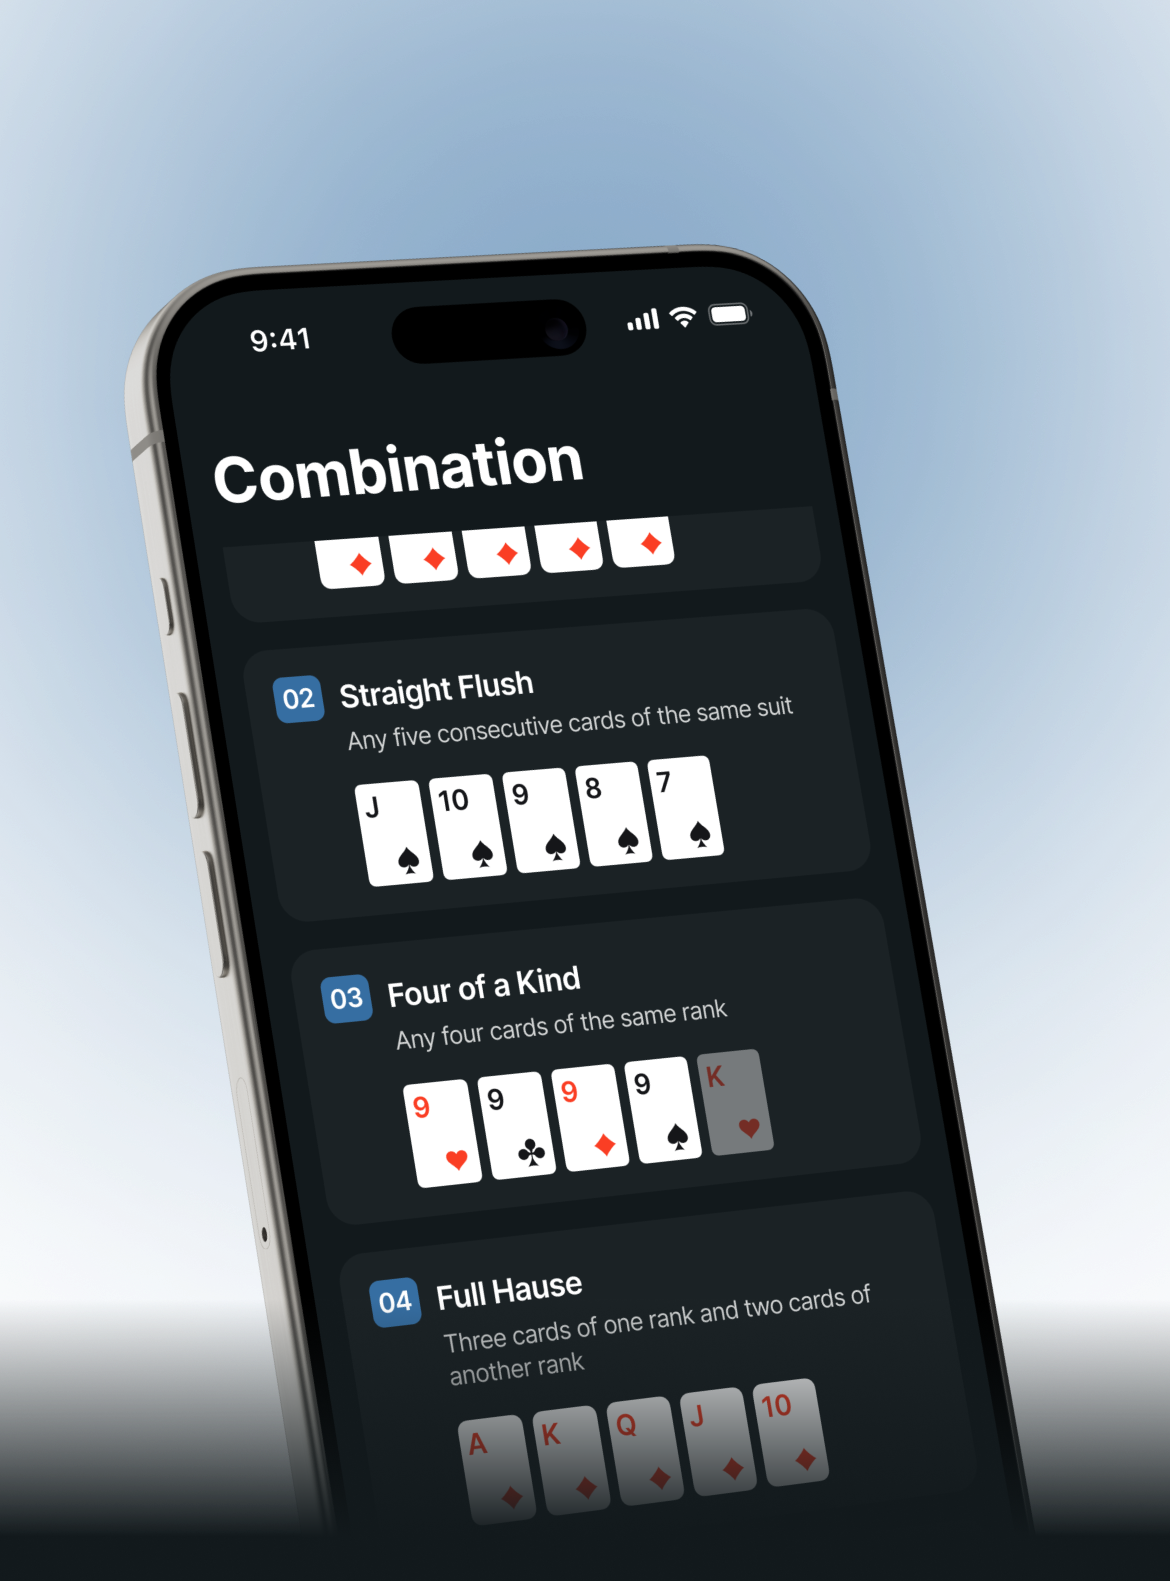 9:41
Combination
02 Straight Flush
Any five consecutive cards of the same suit
J 10 9 8 7
03 Four of a Kind
Any four cards of the same rank
9 9 9 9 K
04 Full Hause
Three cards of one rank and two cards of
another rank
A K Q J 10